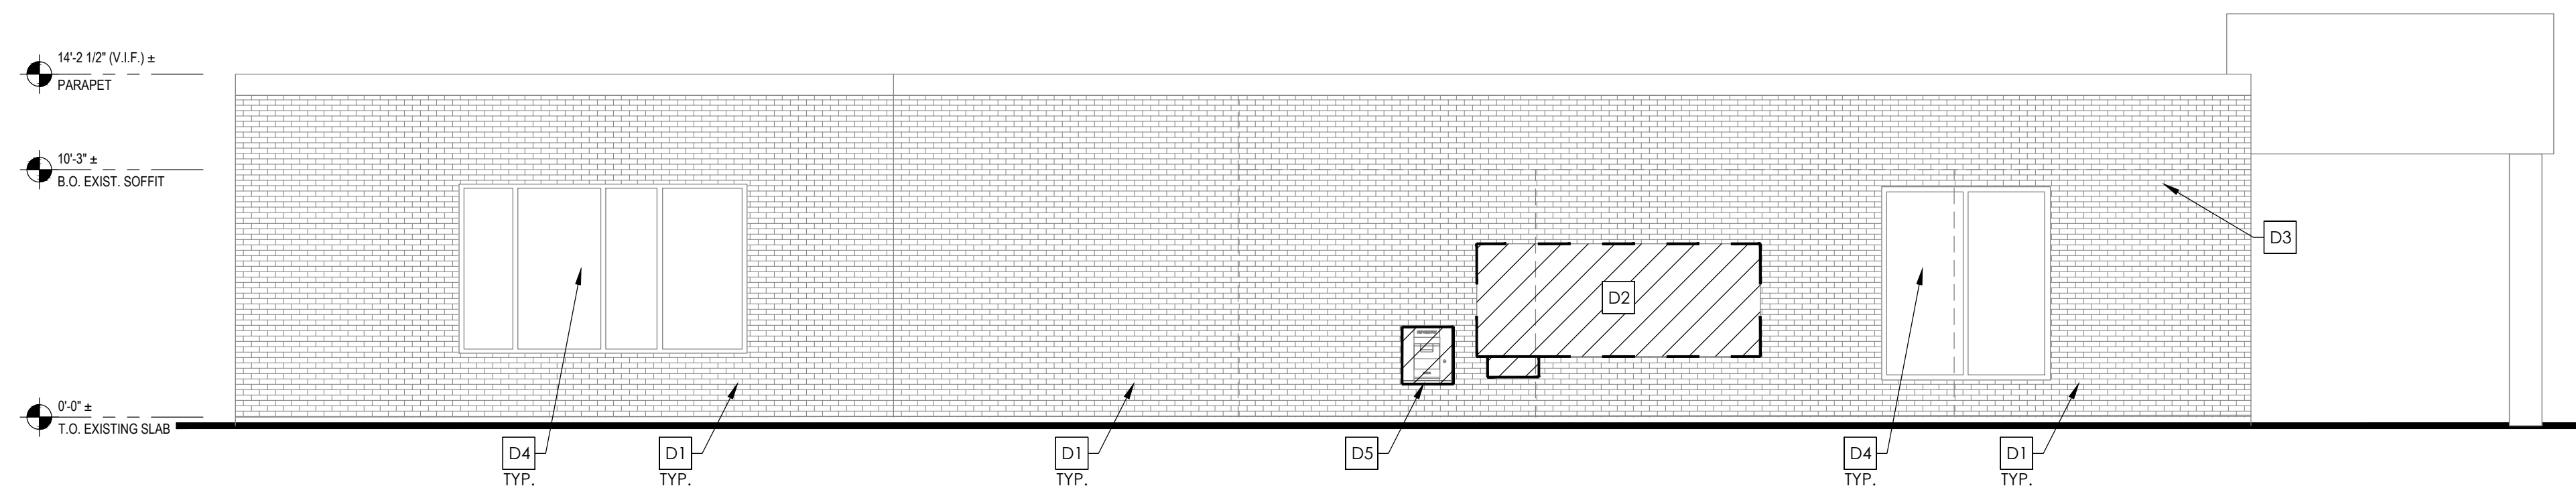 14'-2 1/2" (V.I.F.) ±
PARAPET
10'-3" ±
B.O. EXIST. SOFFIT
D3
D2
0'-0" ±
T.O. EXISTING SLAB
D4
TYP.
D1
TYP.
D1
TYP.
D5
D4
TYP.
D1
TYP.